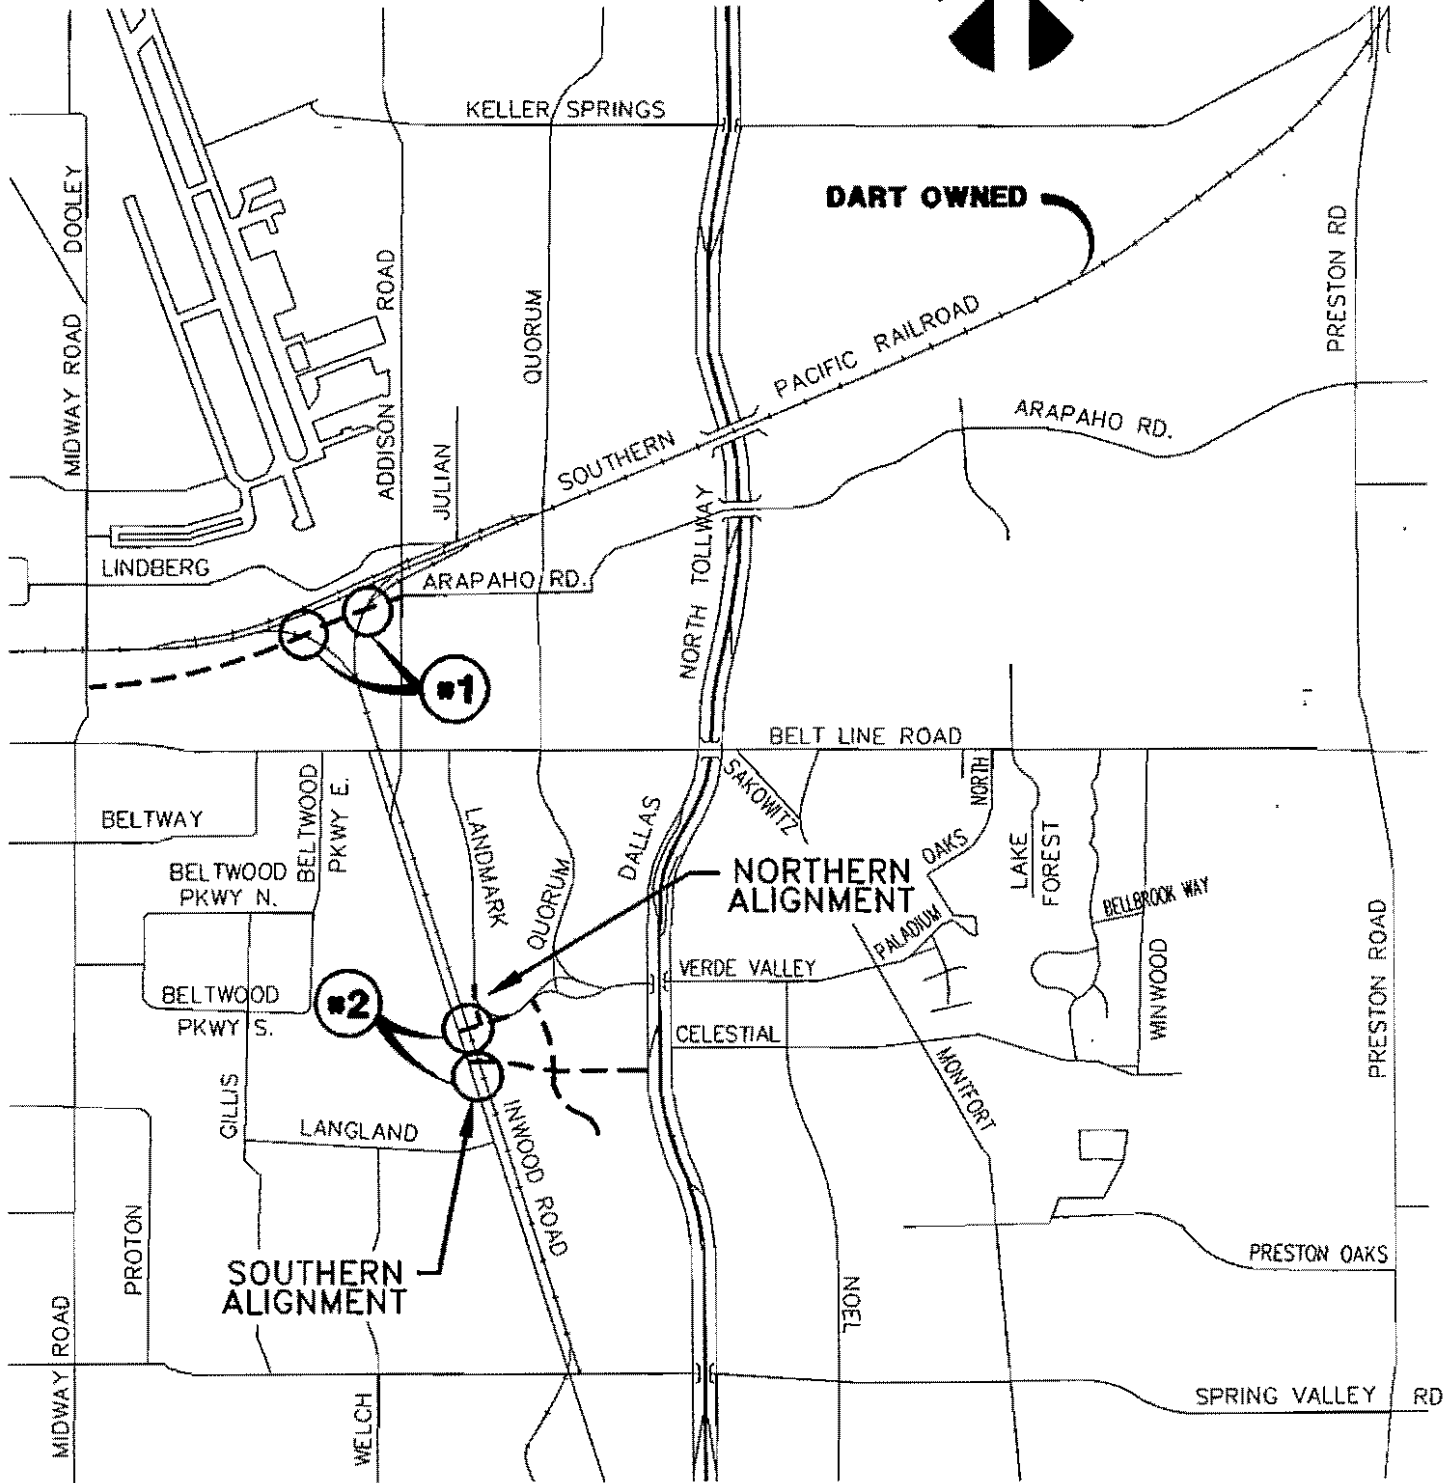 KELLER SPRINGS
DART OWNED
DOOLEY
MIDWAY ROAD
ROAD
ADDISON
QUORUM
JULIAN
PRESTON RD
SOUTHERN
PACIFIC RAILROAD
ARAPAHO RD.
NORTH TOLLWAY
LINDBERG
ARAPAHO RD.
#1
BELT LINE ROAD
BELTWAY
BELTWOOD
PKWY E.
BELTWOOD
PKWY N.
LANDMARK
QUORUM
DALLAS
SAKOWITZ
NORTH
OAKS
LAKE
FOREST
NORTHERN
ALIGNMENT
BELLBROOK WAY
PALADIUM
VERDE VALLEY
WINWOOD
PRESTON ROAD
#2
BELTWOOD
PKWY S.
CELESTIAL
MONTFORT
GILLIS
LANGLAND
INWOOD ROAD
PROTON
SOUTHERN
ALIGNMENT
NOEL
PRESTON OAKS
MIDWAY ROAD
WELCH
SPRING VALLEY RD